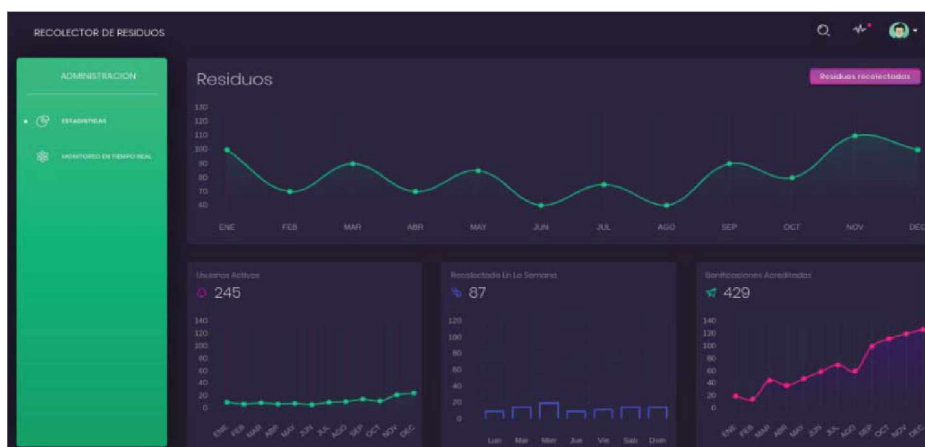 RECOLECTOR DE RESIDUOS
ADMINISTRACION
ESTADISTICAS
MONITOREO EN TIEMPO REAL
Residuos
Residuos recolectados
130
120
110
100
90
80
70
60
ENE FEB MAR ABR MAY JUN JUL AGO SEP OCT NOV DEC
Usuarios Activos
245
140
120
100
80
60
40
20
0
ENE FEB MAR ABR MAY JUN JUL AGO SEP OCT NOV DEC
Recolectado En La Semana
87
120
100
80
60
40
20
0
Lun Mar Mier Jue Vie Sab Dom
Bonificaciones Acreditadas
429
140
120
100
80
60
40
20
0
ENE FEB MAR ABR MAY JUN JUL AGO SEP OCT NOV DEC